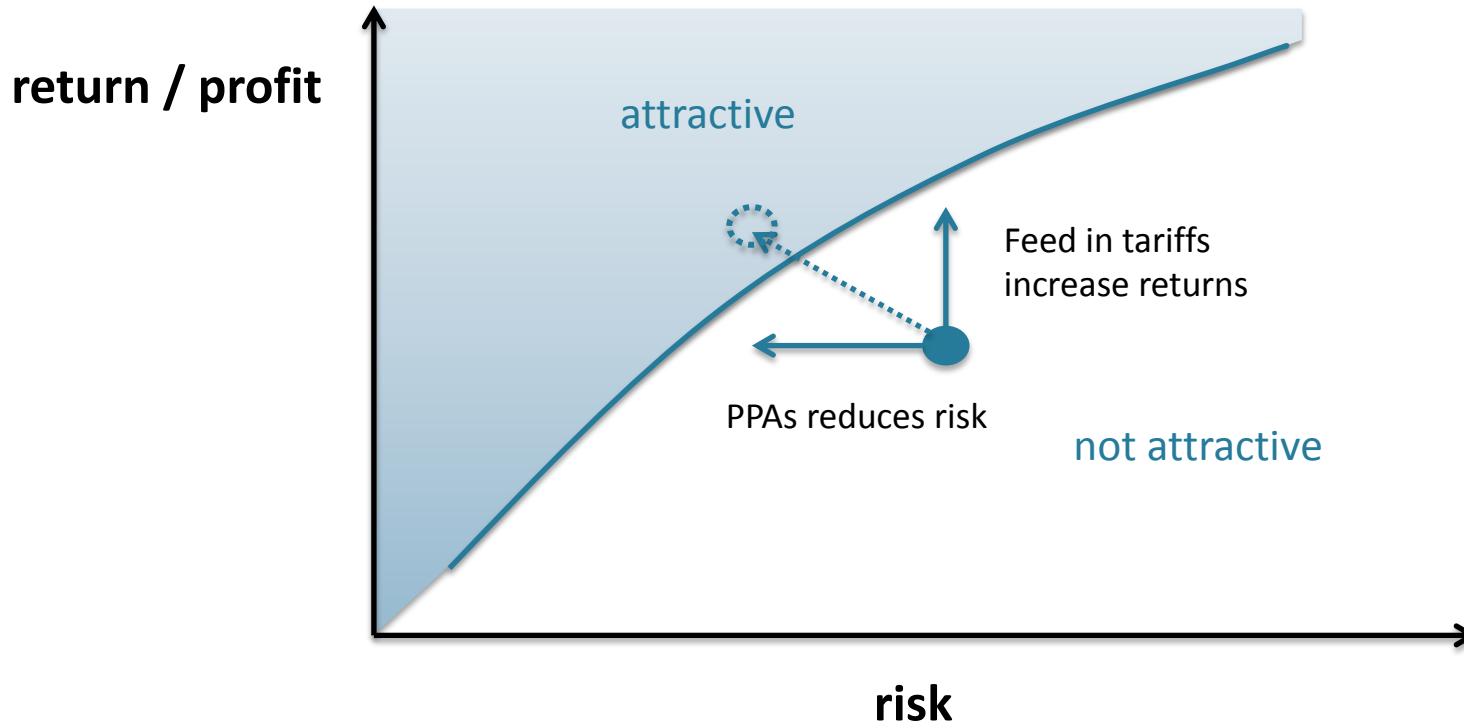 return / profit
attractive
Feed in tariffs
increase returns
PPAs reduces risk
not attractive
risk